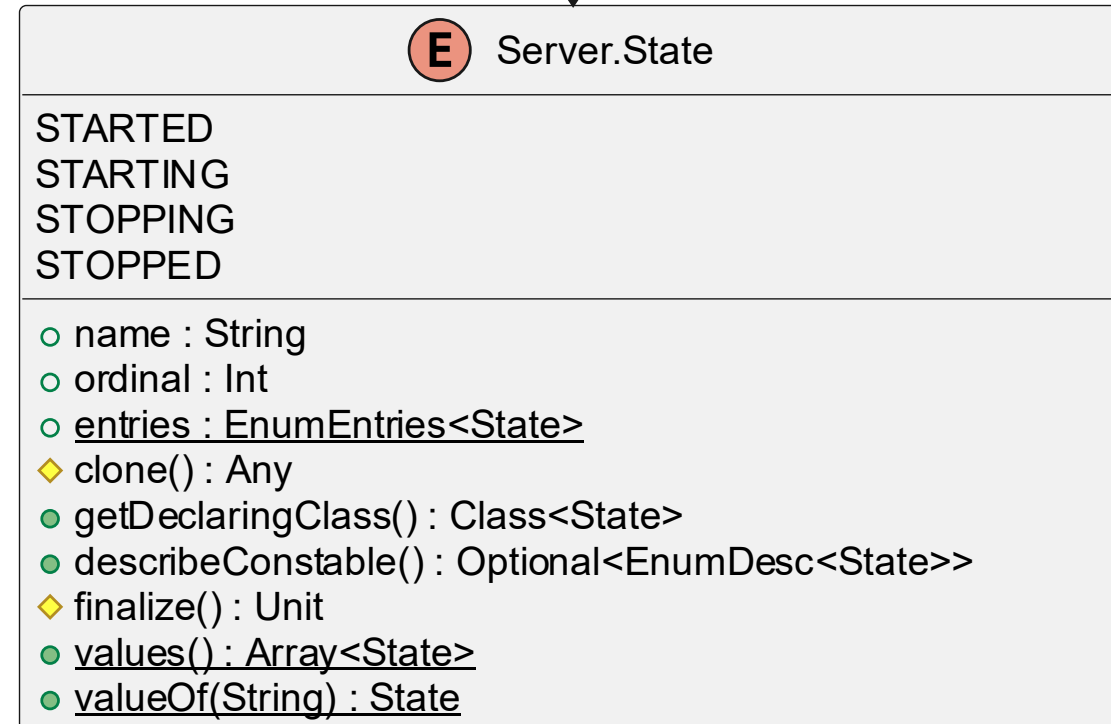 E Server.State
STARTED
STARTING
STOPPING
STOPPED
name : String
ordinal : Int
entries : EnumEntries<State>
clone() : Any
getDeclaringClass() : Class<State>
describeConstable() : Optional<EnumDesc<State>>
finalize() : Unit
values() : Array<State>
valueOf(String) : State